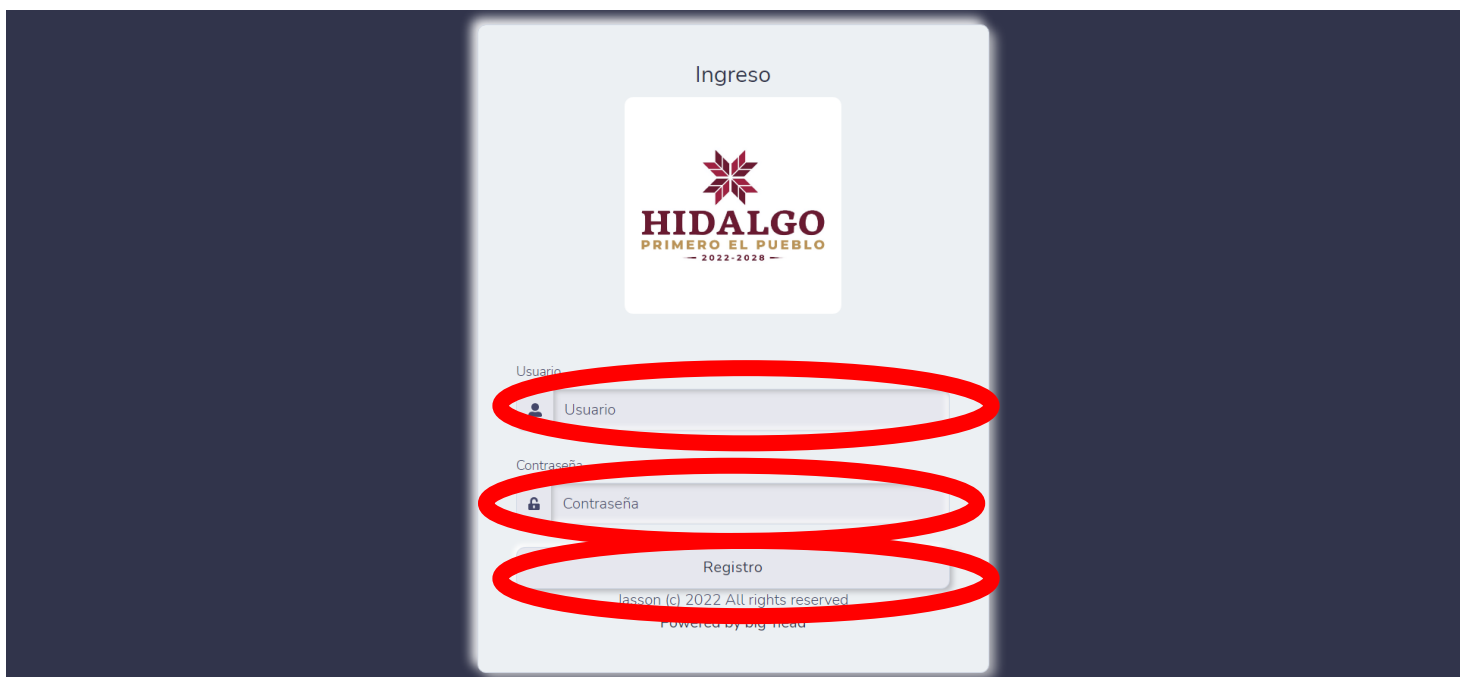 Ingreso
HIDALGO
PRIMERO EL PUEBLO
2022-2028
Usuario
Usuario
Contraseña
Contraseña
Registro
lasson (c) 2022 All rights reserved
Powered by big-head